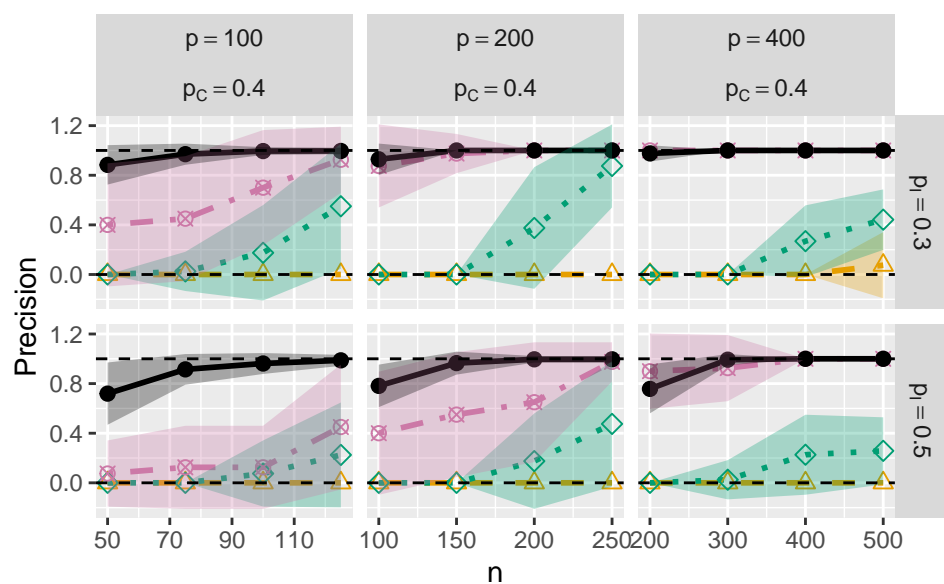 p = 100 p = 200 p = 400
p_C = 0.4 p_C = 0.4 p_C = 0.4
1.2
0.8
0.4
0.0
p_I = 0.3
Precision
1.2
0.8
0.4
0.0
p_I = 0.5
50 70 90 110 100 150 200 250 200 300 400 500
n